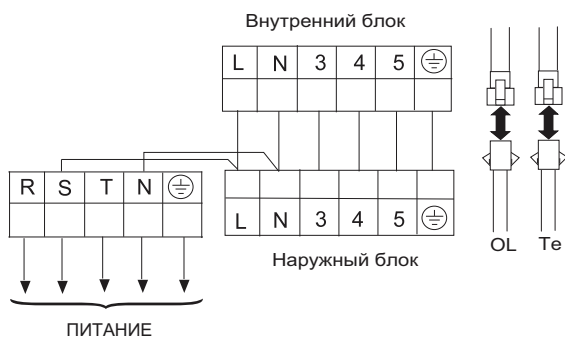 Внутренний блок
L N 3 4 5
R S T N
L N 3 4 5
Наружный блок
OL Te
ПИТАНИЕ